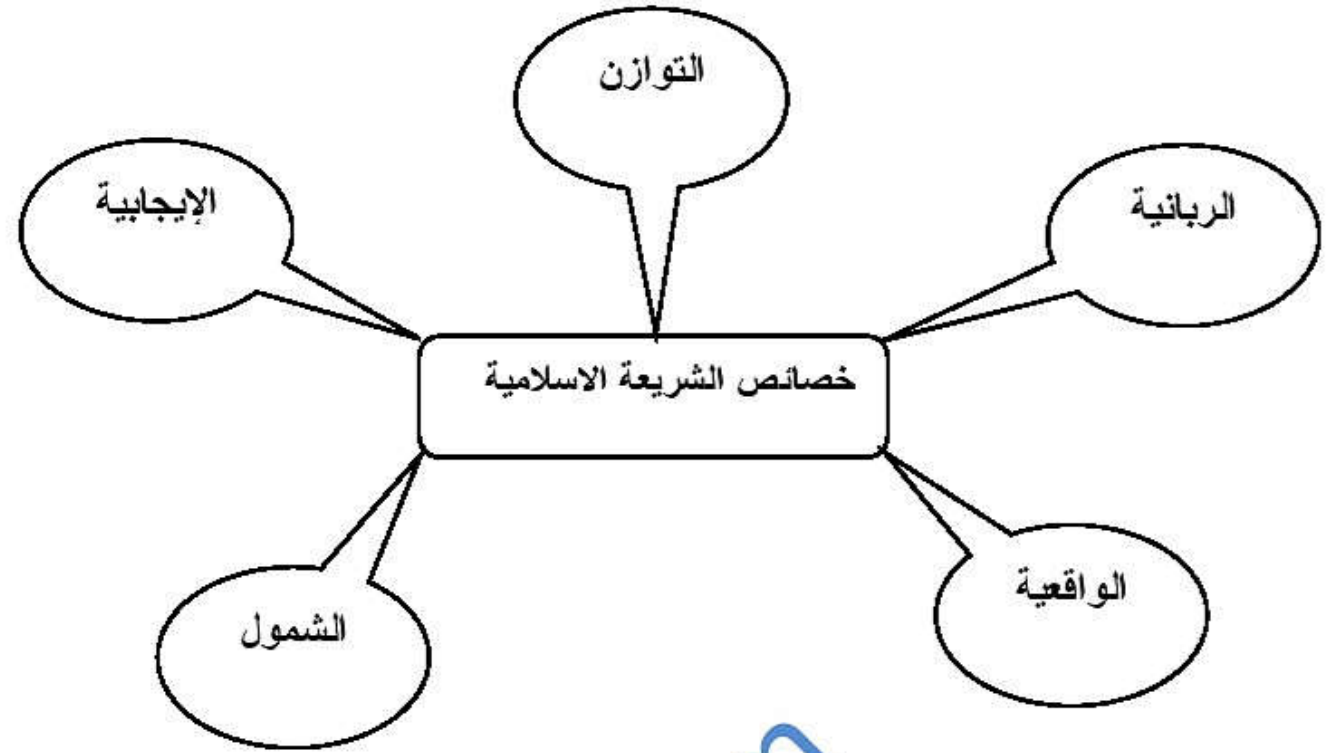 التوازن
الربانية
الإيجابية
خصائص الشريعة الاسلامية
الواقعية
الشمول